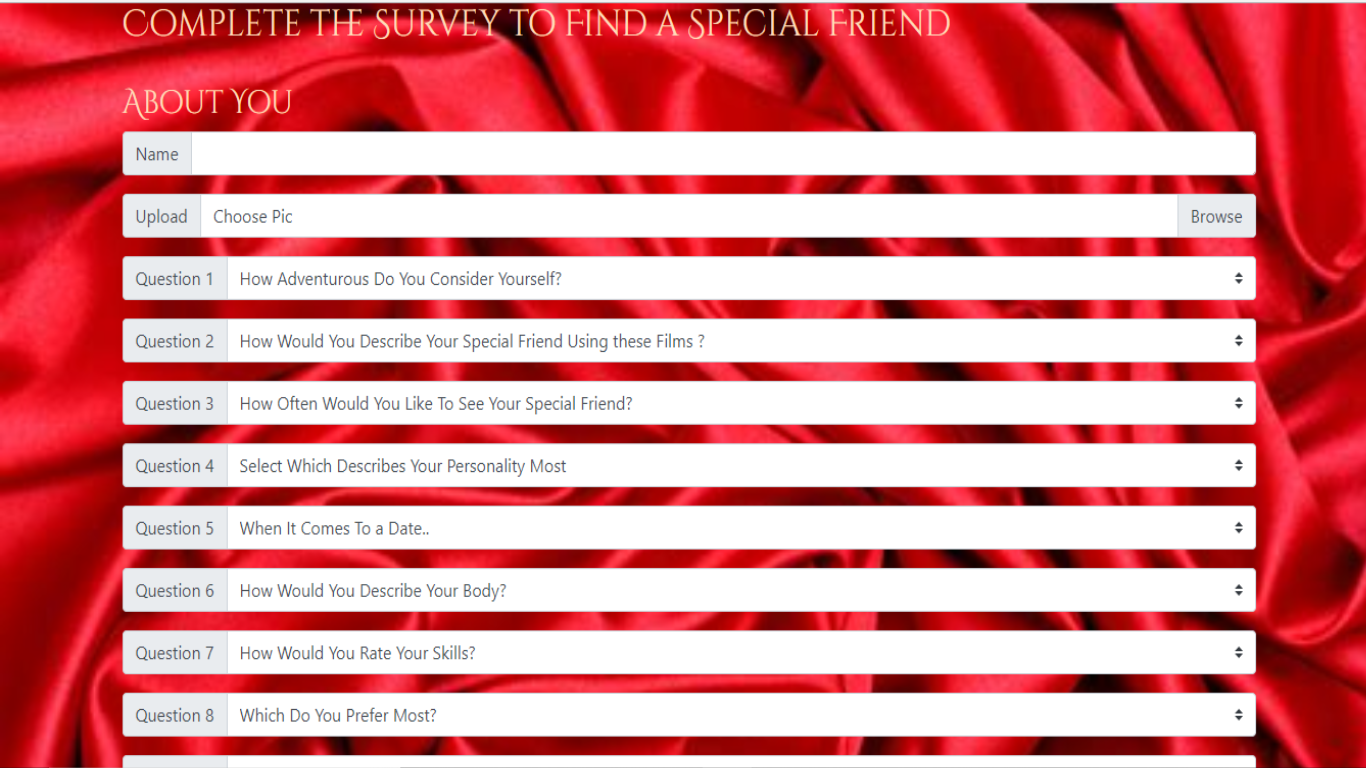 Complete the Survey to Find a Special Friend
About You
Name
Upload Choose Pic Browse
Question 1 How Adventurous Do You Consider Yourself?
Question 2 How Would You Describe Your Special Friend Using these Films ?
Question 3 How Often Would You Like To See Your Special Friend?
Question 4 Select Which Describes Your Personality Most
Question 5 When It Comes To a Date..
Question 6 How Would You Describe Your Body?
Question 7 How Would You Rate Your Skills?
Question 8 Which Do You Prefer Most?